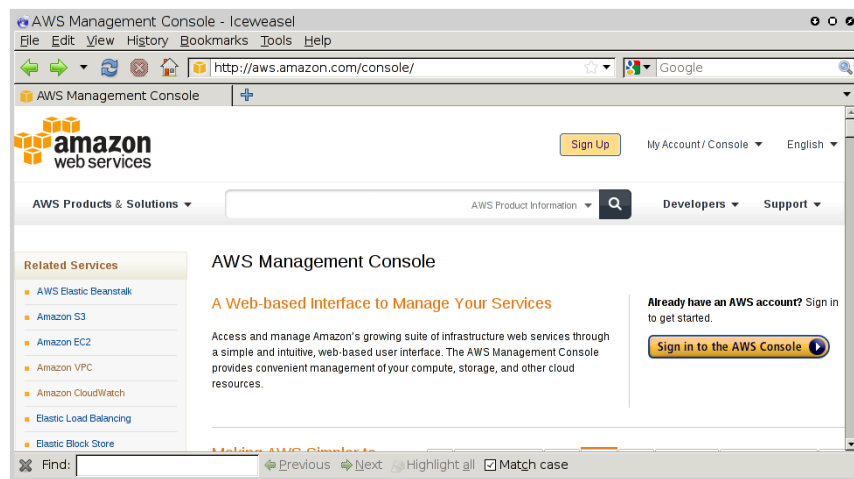 AWS Management Console - Iceweasel
File Edit View History Bookmarks Tools Help
http://aws.amazon.com/console/
Google
AWS Management Console
amazon
web services
Sign Up
My Account / Console
English
AWS Products & Solutions
AWS Product Information
Developers
Support
Related Services
AWS Elastic Beanstalk
Amazon S3
Amazon EC2
Amazon VPC
Amazon CloudWatch
Elastic Load Balancing
Elastic Block Store
AWS Management Console
A Web-based Interface to Manage Your Services
Access and manage Amazon's growing suite of infrastructure web services through
a simple and intuitive, web-based user interface. The AWS Management Console
provides convenient management of your compute, storage, and other cloud
resources.
Already have an AWS account? Sign in
to get started.
Sign in to the AWS Console
Making AWS Simpler to
Find:
Previous Next Highlight all Match case